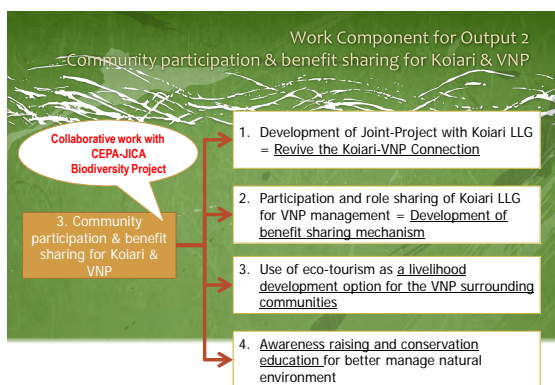 Work Component for Output 2
Community participation & benefit sharing for Koiari & VNP
Collaborative work with
CEPA-JICA
Biodiversity Project
3. Community
participation & benefit
sharing for Koiari &
VNP
1. Development of Joint-Project with Koiari LLG
= Revive the Koiari-VNP Connection
2. Participation and role sharing of Koiari LLG
for VNP management = Development of
benefit sharing mechanism
3. Use of eco-tourism as a livelihood
development option for the VNP surrounding
communities
4. Awareness raising and conservation
education for better manage natural
environment